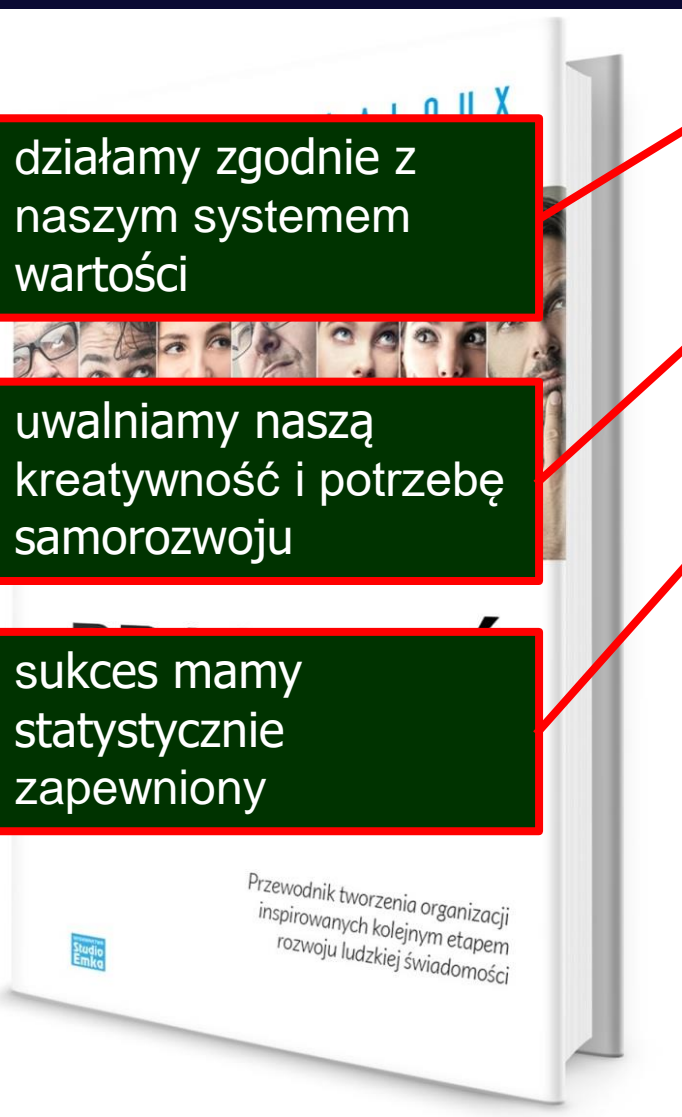 działamy zgodnie z
naszym systemem
wartości
uwalniamy naszą
kreatywność i potrzebę
samorozwoju
sukces mamy
statystycznie
zapewniony
Przewodnik tworzenia organizacji
inspirowanych kolejnym etapem
rozwoju ludzkiej świadomości
Studio
Emka